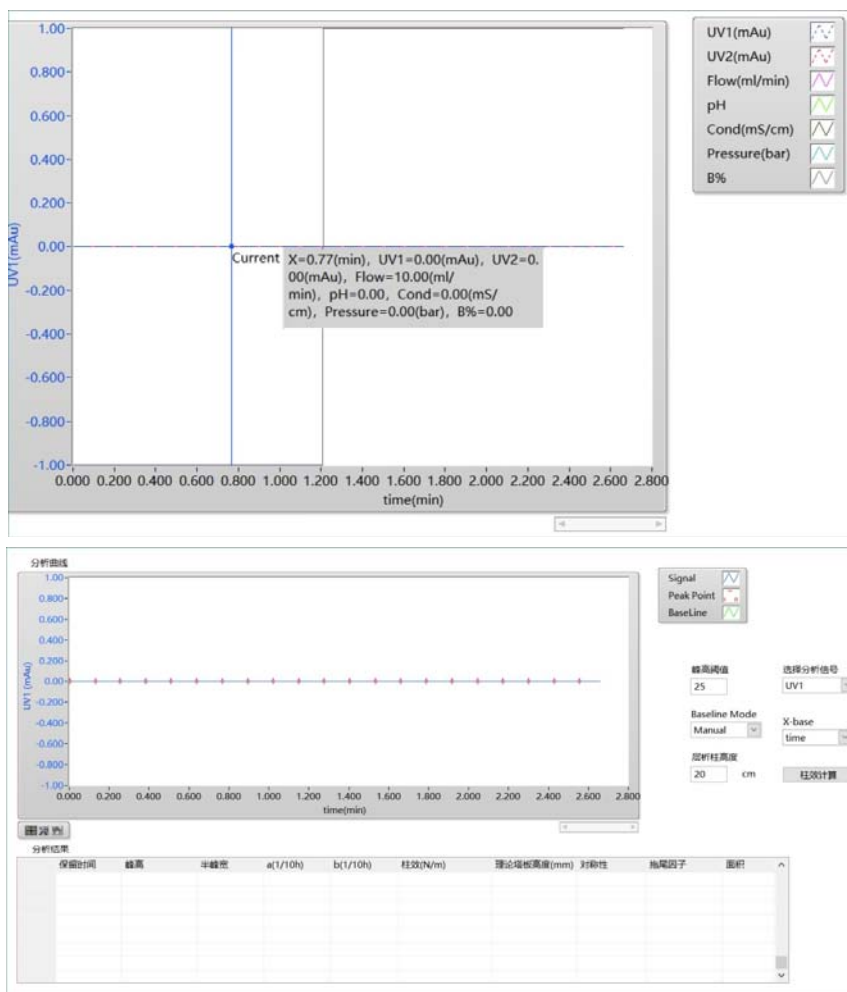 1.00
0.800
0.600
0.400
0.200
0.00
-0.200
-0.400
-0.600
-0.800
-1.00
UV1(mAu)
0.000 0.200 0.400 0.600 0.800 1.000 1.200 1.400 1.600 1.800 2.000 2.200 2.400 2.600 2.800
time(min)
Current
X=0.77(min), UV1=0.00(mAu), UV2=0.
00(mAu), Flow=10.00(ml/
min), pH=0.00, Cond=0.00(mS/
cm), Pressure=0.00(bar), B%=0.00
UV1(mAu)
UV2(mAu)
Flow(ml/min)
pH
Cond(mS/cm)
Pressure(bar)
B%
分析曲线
1.00
0.800
0.600
0.400
0.200
0.00
-0.200
-0.400
-0.600
-0.800
-1.00
UV1 (mAu)
0.000 0.200 0.400 0.600 0.800 1.000 1.200 1.400 1.600 1.800 2.000 2.200 2.400 2.600 2.800
time(min)
Signal
Peak Point
BaseLine
峰高阈值
25
选择分析信号
UV1
Baseline Mode
Manual
X-base
time
层析柱高度
20 cm
柱效计算
分析结果
保留时间 峰高 半峰宽 a(1/10h) b(1/10h) 柱效(N/m) 理论塔板高度(mm) 对称性 拖尾因子 面积